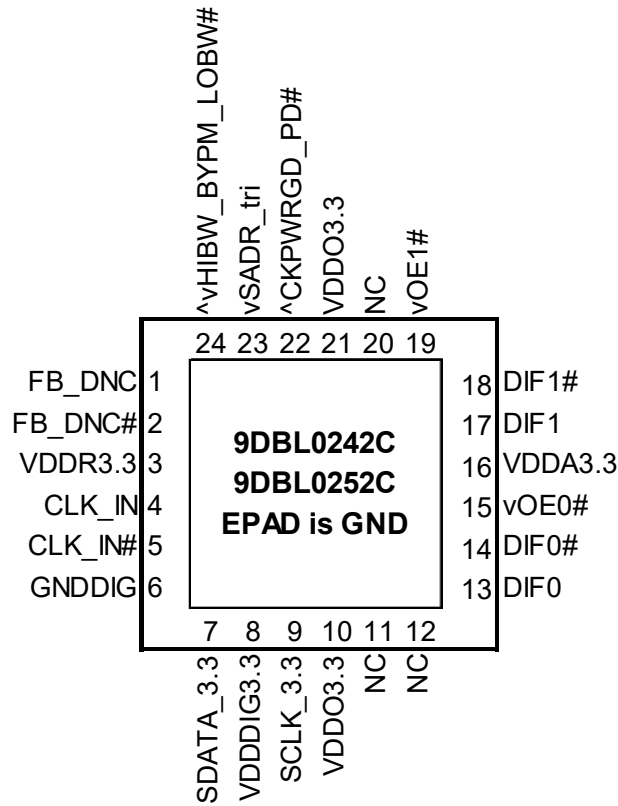 ^vHIBW_BYPM_LOBW#
vSADR_tri
^CKPWRGD_PD#
VDDO3.3
NC
vOE1#
24 23 22 21 20 19
FB_DNC 1
FB_DNC# 2
VDDR3.3 3
CLK_IN 4
CLK_IN# 5
GNDDIG 6
9DBL0242C
9DBL0252C
EPAD is GND
18 DIF1#
17 DIF1
16 VDDA3.3
15 vOE0#
14 DIF0#
13 DIF0
7 8 9 10 11 12
SDATA_3.3
VDDDIG3.3
SCLK_3.3
VDDO3.3
NC
NC